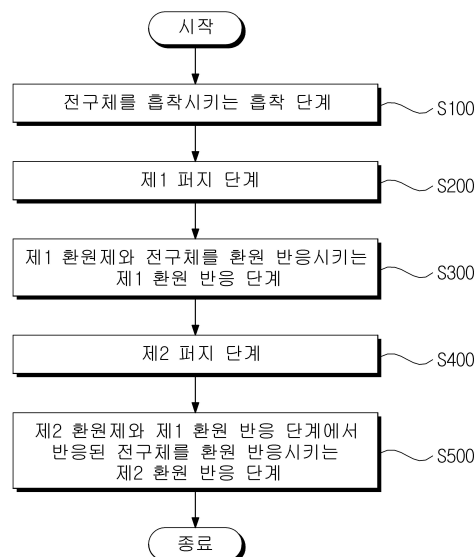 시작
전구체를 흡착시키는 흡착 단계
S100
제1 퍼지 단계
S200
제1 환원제와 전구체를 환원 반응시키는
제1 환원 반응 단계
S300
제2 퍼지 단계
S400
제2 환원제와 제1 환원 반응 단계에서
반응된 전구체를 환원 반응시키는
제2 환원 반응 단계
S500
종료